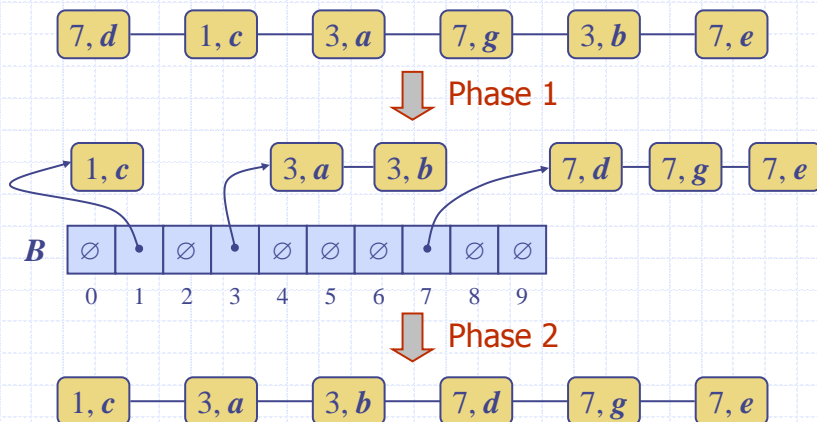 7, d 1, c 3, a 7, g 3, b 7, e
Phase 1
1, c 3, a 3, b 7, d 7, g 7, e
B ∅ ∅ ∅ ∅ ∅ ∅ ∅
0 1 2 3 4 5 6 7 8 9
Phase 2
1, c 3, a 3, b 7, d 7, g 7, e